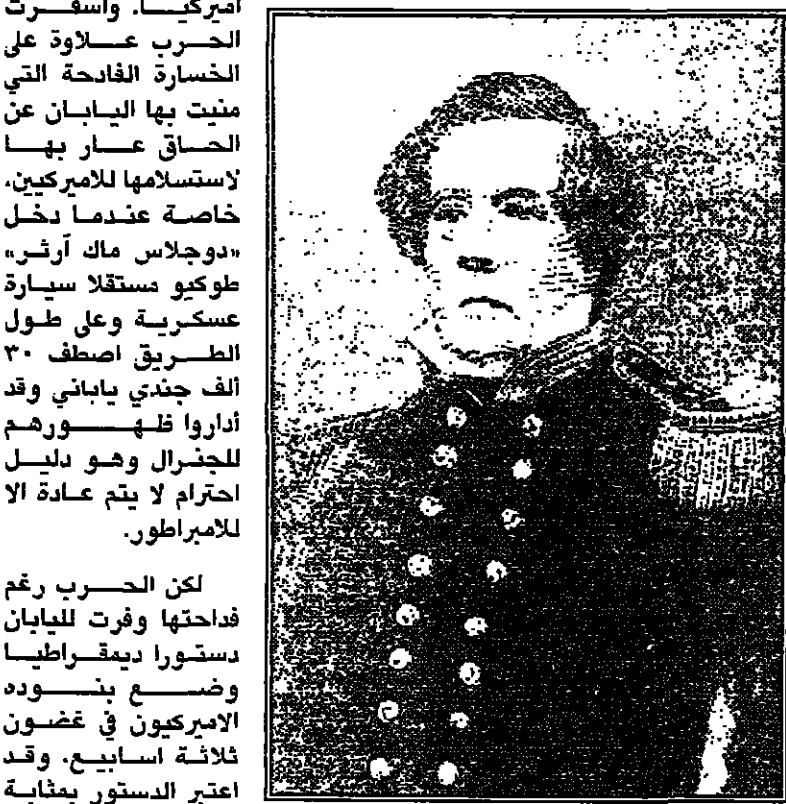 اميركيا. واسفرت
الحرب علاوة على
الخسارة الفادحة التي
منيت بها اليابان عن
الحاق عار بها
لاستسلامها للاميركيين،
خاصة عندما دخل
«دوجلاس ماك آرثر»
طوكيو مستقلا سيارة
عسكرية وعلى طول
الطريق اصطف ٣٠
ألف جندي ياباني وقد
أداروا ظهورهم
للجنرال وهو دليل
احترام لا يتم عادة الا
للامبراطور.
لكن الحرب رغم
فداحتها وفرت لليابان
دستورا ديمقراطيا
وضع بنوده
الاميركيون في غضون
ثلاثة اسابيع. وقد
اعتبر الدستور بمثابة